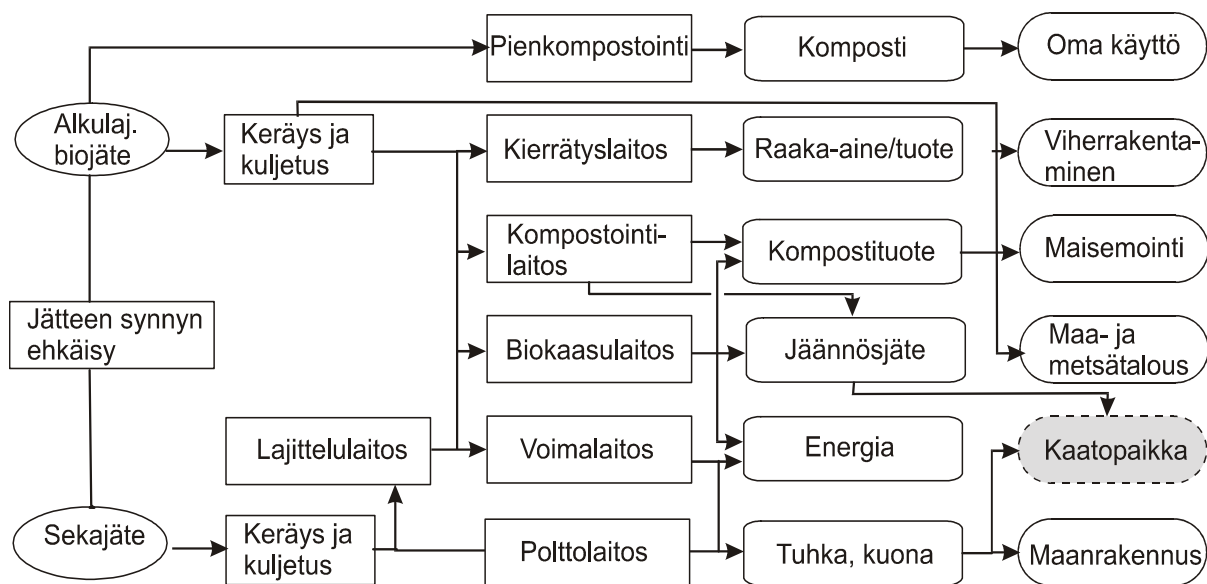 Pienkompostointi
Komposti
Oma käyttö
Alkulaj.
biojäte
Keräys ja
kuljetus
Kierrätyslaitos
Raaka-aine/tuote
Viherrakenta-
minen
Kompostointi-
laitos
Kompostituote
Maisemointi
Jätteen synnyn
ehkäisy
Biokaasulaitos
Jäännösjäte
Maa- ja
metsätalous
Lajittelulaitos
Voimalaitos
Energia
Kaatopaikka
Sekajäte
Keräys ja
kuljetus
Polttolaitos
Tuhka, kuona
Maanrakennus